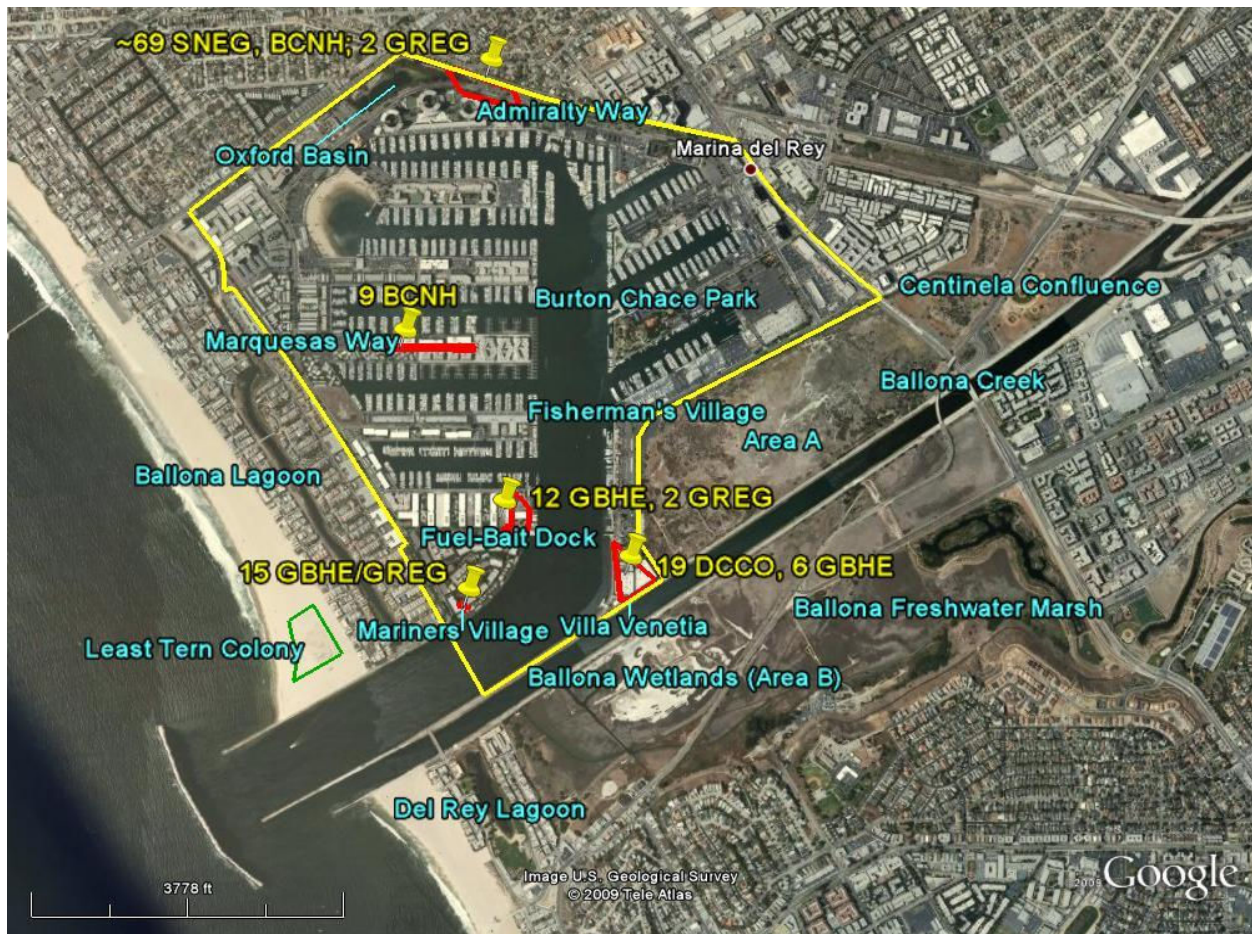 ~69 SNEG, BCNH; 2 GREG
Admiralty Way
Marina del Rey
Oxford Basin
Centinela Confluence
9 BCNH
Burton Chace Park
Marquesas Way
Ballona Creek
Fisherman's Village
Area A
Ballona Lagoon
12 GBHE, 2 GREG
Fuel-Bait Dock
15 GBHE/GREG
19 DCCO, 6 GBHE
Ballona Freshwater Marsh
Mariners Village
Villa Venetia
Least Tern Colony
Ballona Wetlands (Area B)
Del Rey Lagoon
3778 ft
Image U.S. Geological Survey
© 2009 Tele Atlas
2009 Google